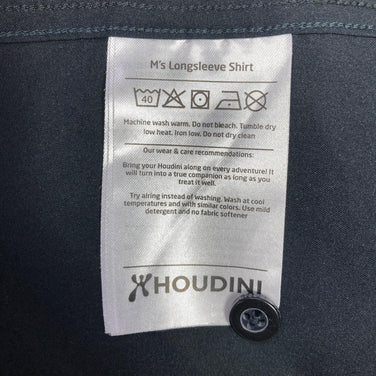 M's Longsleeve Shirt
40
Machine wash warm. Do not bleach. Tumble dry
low heat. Iron low. Do not dry clean
Our wear & care recommendations:
Bring your Houdini along on every adventure! It
will turn into a true companion as long as you
treat it well.
Try airing instead of washing. Wash at cool
temperatures and with similar colors. Use mild
detergent and no fabric softener
HOUDINI